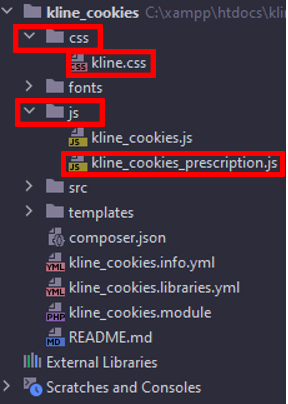 kline_cookies C:\xampp\htdocs\klin
css
CSS kline.css
fonts
js
JS kline_cookies.js
JS kline_cookies_prescription.js
src
templates
composer.json
YML kline_cookies.info.yml
YML kline_cookies.libraries.yml
PHP kline_cookies.module
MD README.md
External Libraries
Scratches and Consoles